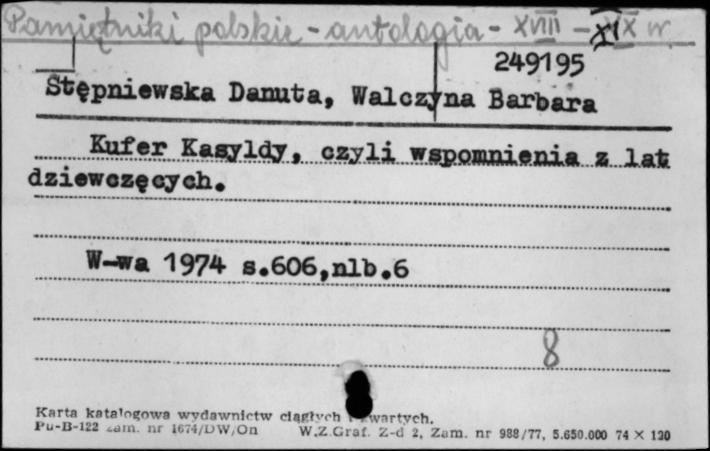 Pamiętniki polskie - antologia - XVIII - XIX w.
249195
Stępniewska Danuta, Walczyna Barbara
Kufer Kasyldy, czyli wspomnienia z lat
dziewczęcych.
W-wa 1974 s.606,nlb.6
8
Karta katalogowa wydawnictw ciągłych i zwartych.
Pu-B-122 zam. nr 1674/DW/On W.Z.Graf. Z-d 2, Zam. nr 988/77, 5.650.000 74 X 120